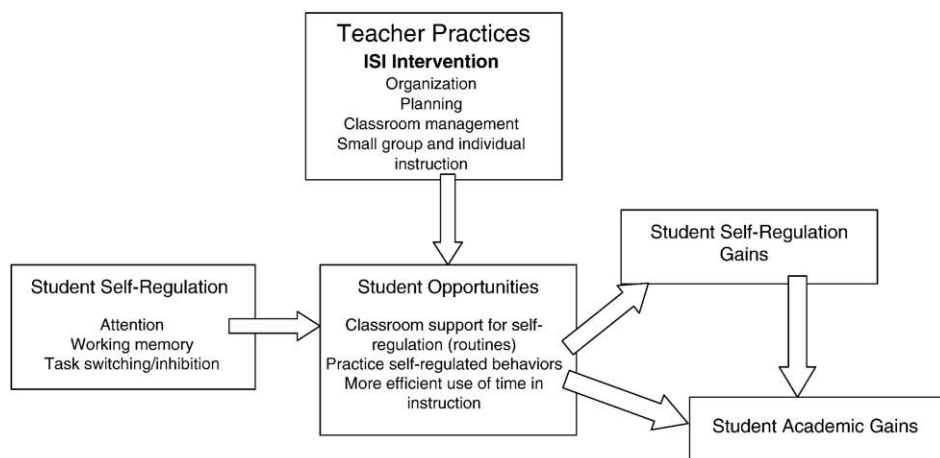 Teacher Practices
ISI Intervention
Organization
Planning
Classroom management
Small group and individual
instruction
Student Self-Regulation
Gains
Student Self-Regulation
Attention
Working memory
Task switching/inhibition
Student Opportunities
Classroom support for self-
regulation (routines)
Practice self-regulated behaviors
More efficient use of time in
instruction
Student Academic Gains